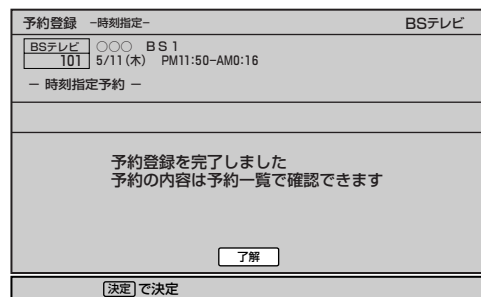 予約登録 -時刻指定- BSテレビ
BSテレビ ○○○ BS1
101 5/11(木) PM11:50-AM0:16
- 時刻指定予約 -
予約登録を完了しました
予約の内容は予約一覧で確認できます
了解
決定 で決定